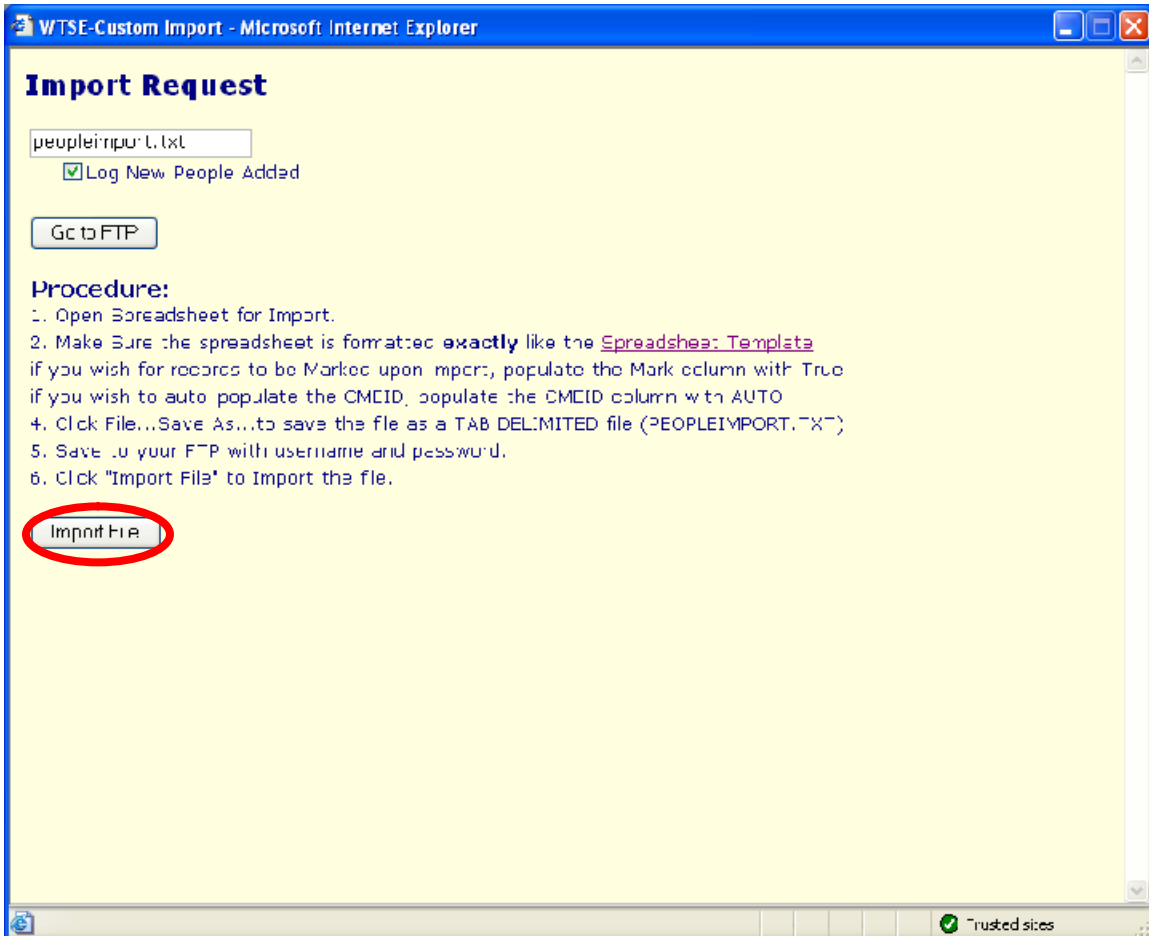 WTSE-Custom Import - Microsoft Internet Explorer
Import Request
peopleimport.txt
Log New People Added
Go to FTP
Procedure:
1. Open Spreadsheet for Import.
2. Make Sure the spreadsheet is formatted exactly like the Spreadsheet Template
if you wish for records to be Marked upon import, populate the Mark column with True
if you wish to auto populate the CMEID, populate the CMEID column with AUTO
4. Click File...Save As...to save the file as a TAB DELIMITED file (PEOPLEIMPORT.TXT)
5. Save to your FTP with username and password.
6. Click "Import File" to Import the file.
Import File
Trusted sites